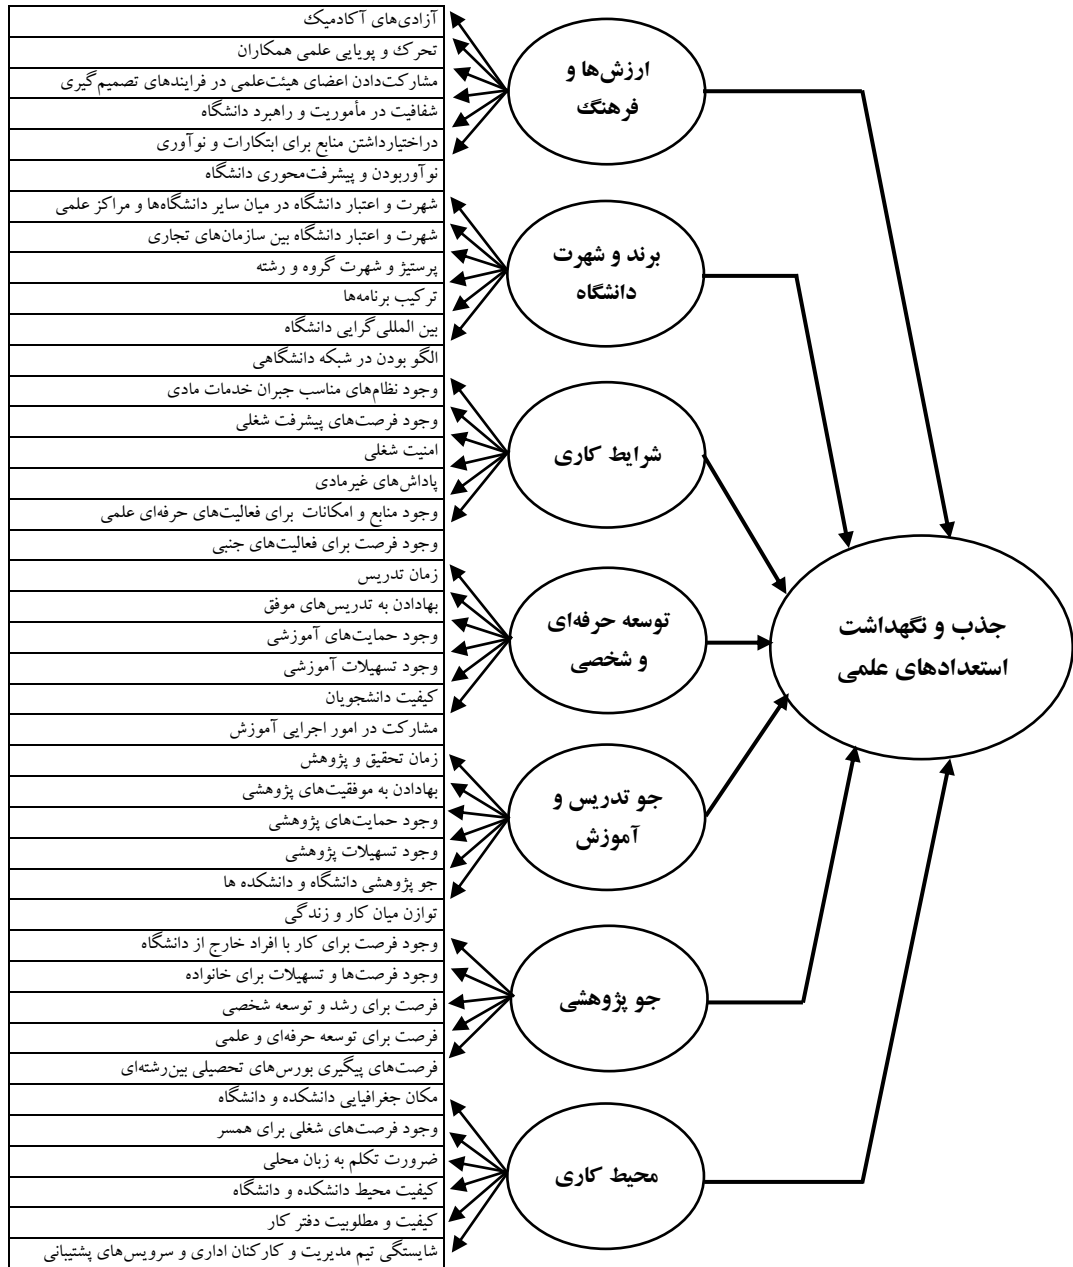 آزادی‌های آکادمیک
تحرک و پویایی علمی همکاران
مشارکت‌دادن اعضای هیئت‌علمی در فرایندهای تصمیم‌گیری
شفافیت در مأموریت و راهبرد دانشگاه
دراختیارداشتن منابع برای ابتکارات و نوآوری
نوآوربودن و پیشرفت‌محوری دانشگاه
شهرت و اعتبار دانشگاه در میان سایر دانشگاه‌ها و مراکز علمی
شهرت و اعتبار دانشگاه بین سازمان‌های تجاری
پرستیژ و شهرت گروه و رشته
ترکیب برنامه‌ها
بین المللی‌گرایی دانشگاه
الگو بودن در شبکه دانشگاهی
وجود نظام‌های مناسب جبران خدمات مادی
وجود فرصت‌های پیشرفت شغلی
امنیت شغلی
پاداش‌های غیرمادی
وجود منابع و امکانات برای فعالیت‌های حرفه‌ای علمی
وجود فرصت برای فعالیت‌های جنبی
زمان تدریس
بهادادن به تدریس‌های موفق
وجود حمایت‌های آموزشی
وجود تسهیلات آموزشی
کیفیت دانشجویان
مشارکت در امور اجرایی آموزش
زمان تحقیق و پژوهش
بهادادن به موفقیت‌های پژوهشی
وجود حمایت‌های پژوهشی
وجود تسهیلات پژوهشی
جو پژوهشی دانشگاه و دانشکده ها
توازن میان کار و زندگی
وجود فرصت برای کار با افراد خارج از دانشگاه
وجود فرصت‌ها و تسهیلات برای خانواده
فرصت برای رشد و توسعه شخصی
فرصت برای توسعه حرفه‌ای و علمی
فرصت‌های پیگیری بورس‌های تحصیلی بین‌رشته‌ای
مکان جغرافیایی دانشکده و دانشگاه
وجود فرصت‌های شغلی برای همسر
ضرورت تکلم به زبان محلی
کیفیت محیط دانشکده و دانشگاه
کیفیت و مطلوبیت دفتر کار
شایستگی تیم مدیریت و کارکنان اداری و سرویس‌های پشتیبانی
ارزش‌ها و
فرهنگ
برند و شهرت
دانشگاه
شرایط کاری
توسعه حرفه‌ای
و شخصی
جو تدریس و
آموزش
جو پژوهشی
محیط کاری
جذب و نگهداشت
استعدادهای علمی